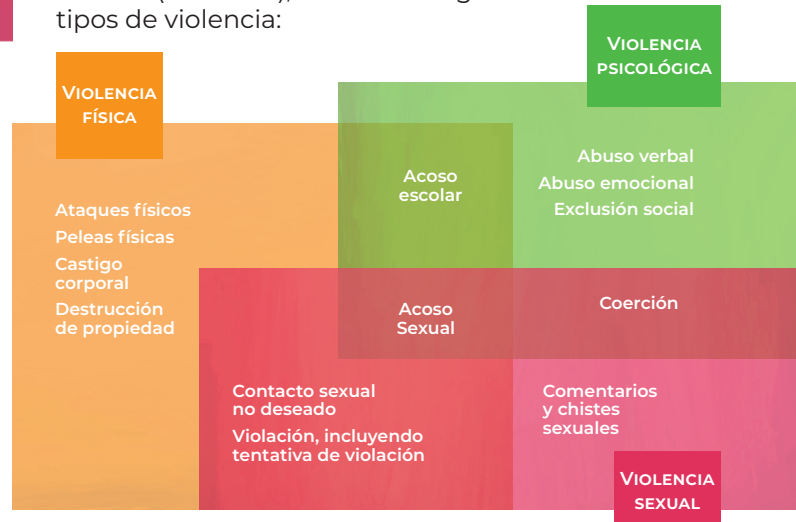 tipos de violencia:
VIOLENCIA
FÍSICA
VIOLENCIA
PSICOLÓGICA
Ataques físicos
Peleas físicas
Castigo
corporal
Destrucción
de propiedad
Acoso
escolar
Abuso verbal
Abuso emocional
Exclusión social
Acoso
Sexual
Coerción
Contacto sexual
no deseado
Violación, incluyendo
tentativa de violación
Comentarios
y chistes
sexuales
VIOLENCIA
SEXUAL